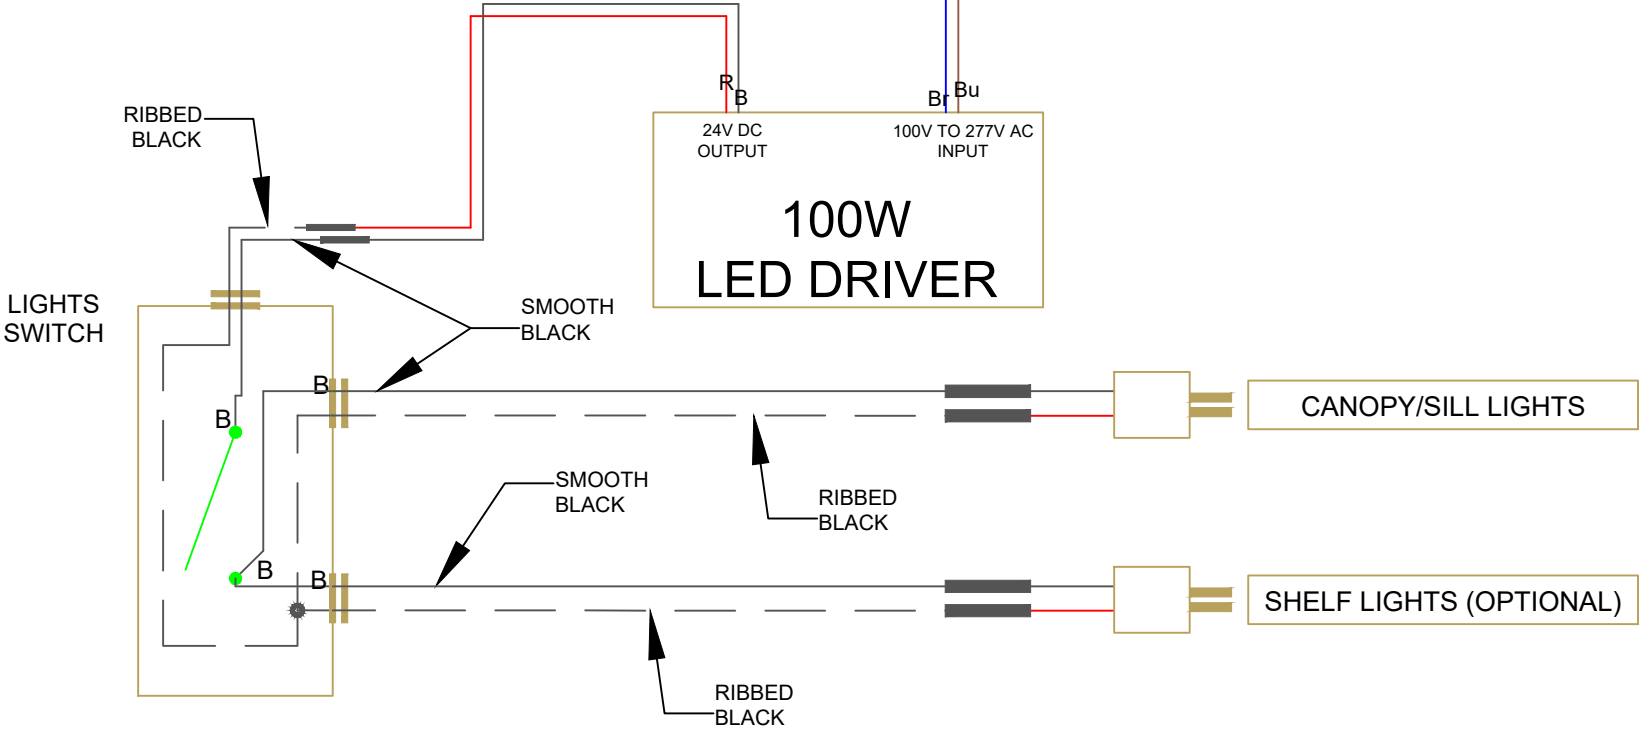 R
B
Br
Bu
24V DC
OUTPUT
100V TO 277V AC
INPUT
100W
LED DRIVER
RIBBED
BLACK
LIGHTS
SWITCH
SMOOTH
BLACK
B
B
CANOPY/SILL LIGHTS
SMOOTH
BLACK
RIBBED
BLACK
B
B
SHELF LIGHTS (OPTIONAL)
RIBBED
BLACK